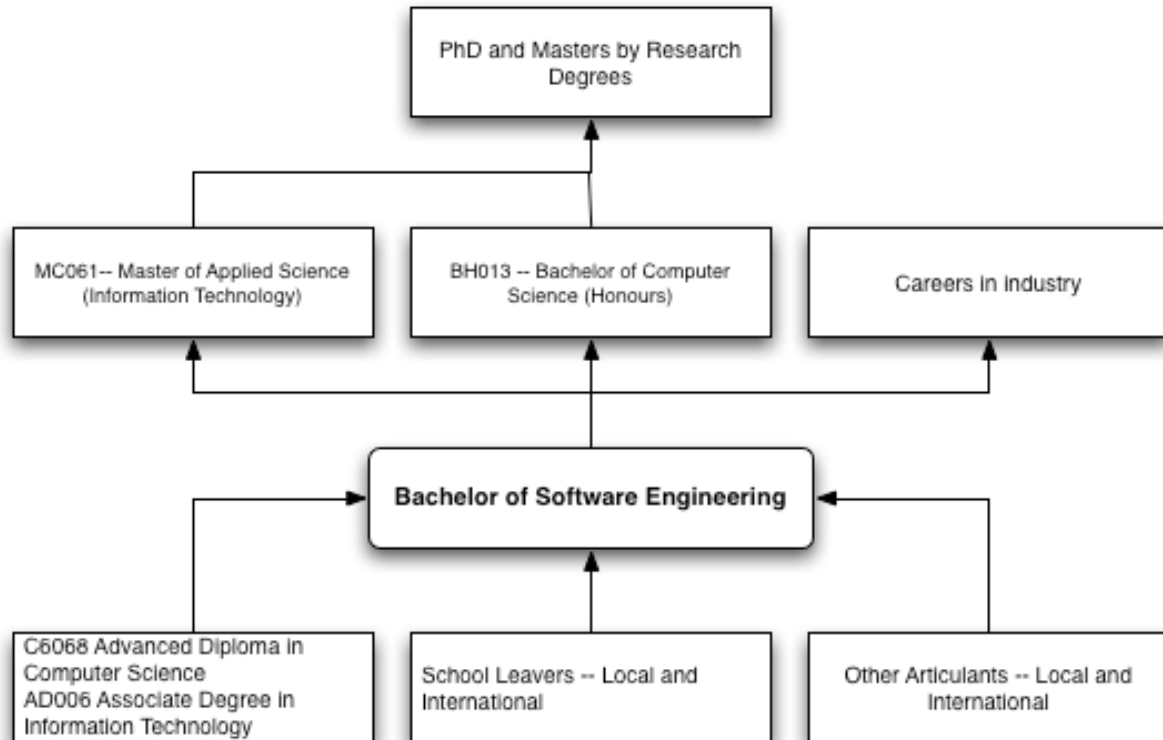 PhD and Masters by Research
Degrees
MC061-- Master of Applied Science
(Information Technology)
BH013 -- Bachelor of Computer
Science (Honours)
Careers in Industry
Bachelor of Software Engineering
C6068 Advanced Diploma in
Computer Science
AD006 Associate Degree in
Information Technology
School Leavers -- Local and
International
Other Articulants -- Local and
International